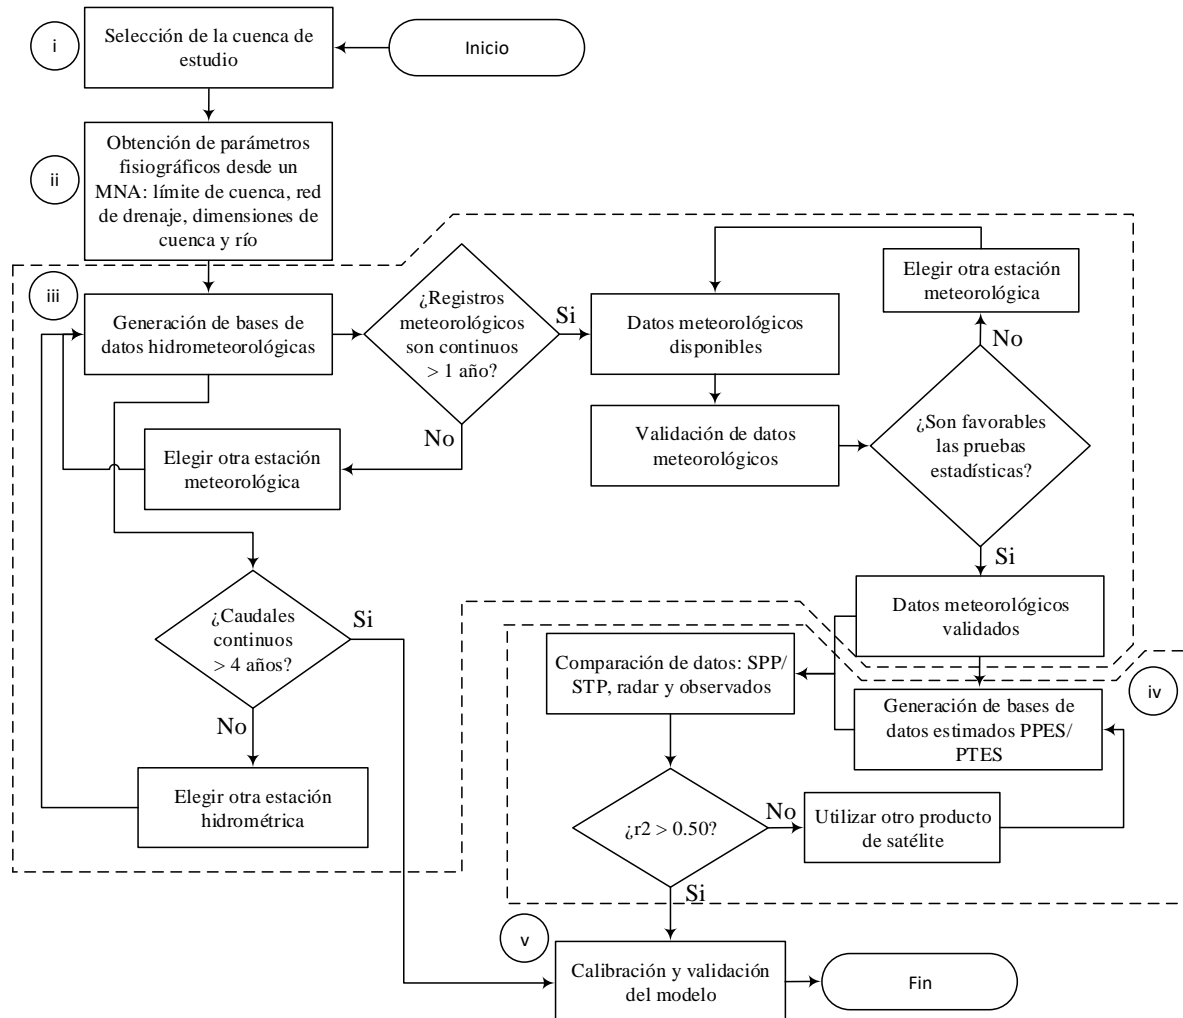 i
Selección de la cuenca de
estudio
Inicio
ii
Obtención de parámetros
fisiográficos desde un
MNA: límite de cuenca, red
de drenaje, dimensiones de
cuenca y río
iii
Generación de bases de
datos hidrometeorológicas
¿Registros
meteorológicos
son continuos
> 1 año?
Si
No
Datos meteorológicos
disponibles
Elegir otra estación
meteorológica
No
Validación de datos
meteorológicos
¿Son favorables
las pruebas
estadísticas?
Si
Elegir otra estación
meteorológica
¿Caudales
continuos
> 4 años?
Si
No
Elegir otra estación
hidrométrica
Datos meteorológicos
validados
Comparación de datos: SPP/
STP, radar y observados
iv
Generación de bases de
datos estimados PPES/
PTES
¿r2 > 0.50?
No
Utilizar otro producto
de satélite
Si
v
Calibración y validación
del modelo
Fin